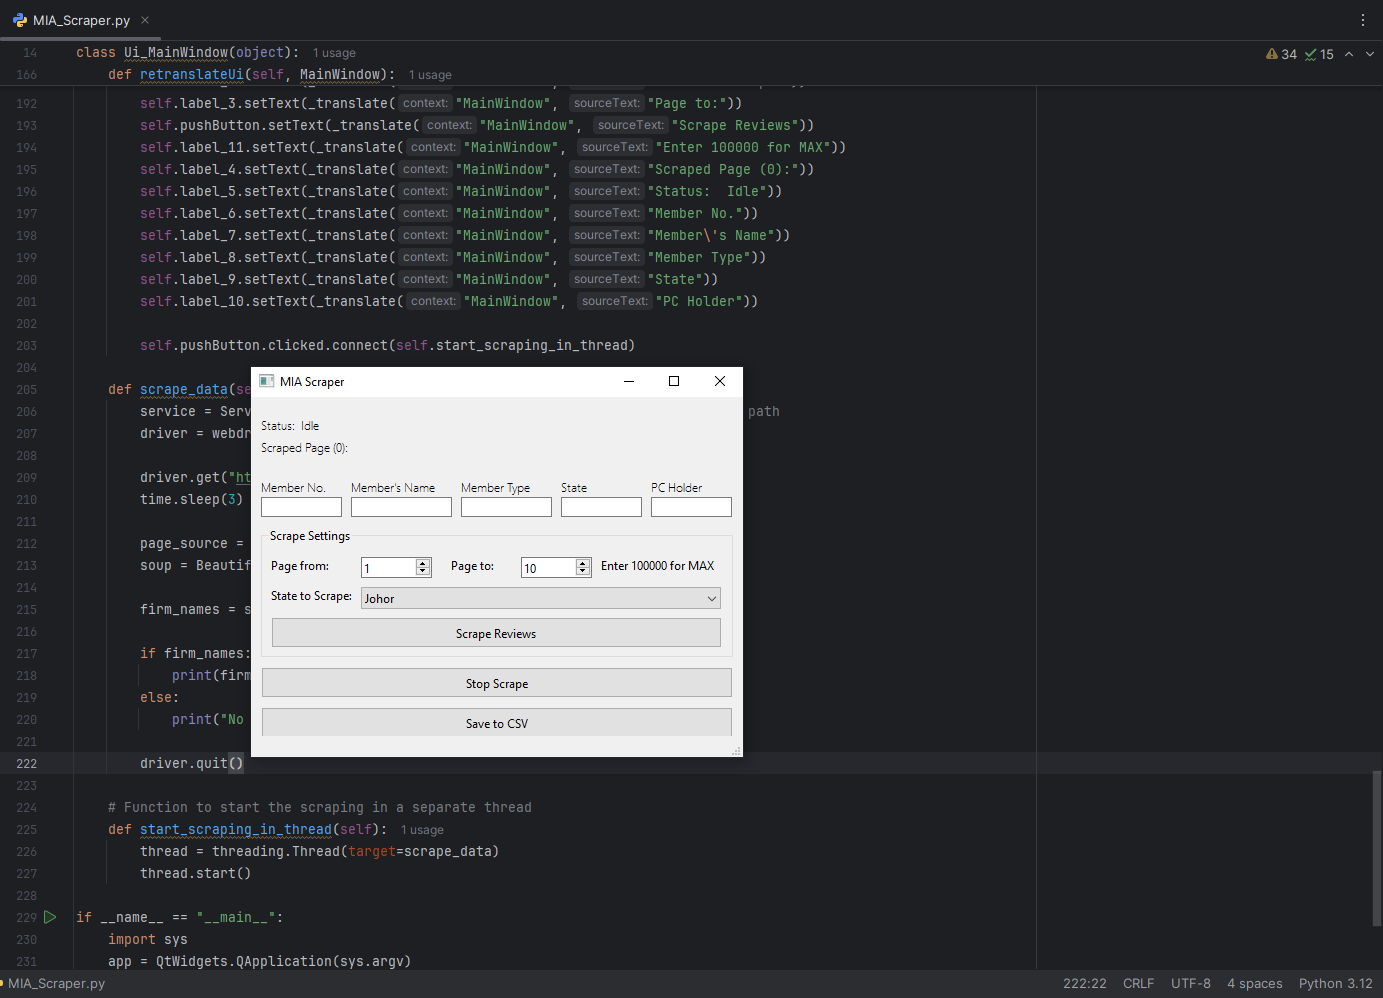 MIA_Scraper.py
14 class Ui_MainWindow(object): 1 usage
34 15
166 def retranslateUi(self, MainWindow): 1 usage
192 self.label_3.setText(_translate( context: "MainWindow", sourceText: "Page to:"))
193 self.pushButton.setText(_translate( context: "MainWindow", sourceText: "Scrape Reviews"))
194 self.label_11.setText(_translate( context: "MainWindow", sourceText: "Enter 100000 for MAX"))
195 self.label_4.setText(_translate( context: "MainWindow", sourceText: "Scraped Page (0):"))
196 self.label_5.setText(_translate( context: "MainWindow", sourceText: "Status:  Idle"))
197 self.label_6.setText(_translate( context: "MainWindow", sourceText: "Member No."))
198 self.label_7.setText(_translate( context: "MainWindow", sourceText: "Member\'s Name"))
199 self.label_8.setText(_translate( context: "MainWindow", sourceText: "Member Type"))
200 self.label_9.setText(_translate( context: "MainWindow", sourceText: "State"))
201 self.label_10.setText(_translate( context: "MainWindow", sourceText: "PC Holder"))
202
203 self.pushButton.clicked.connect(self.start_scraping_in_thread)
204
205 def scrape_data(se
206 service = Serv path
207 driver = webdr
208
209 driver.get("ht
210 time.sleep(3)
211
212 page_source =
213 soup = Beautif
214
215 firm_names = s
216
217 if firm_names:
218 print(firm
219 else:
220 print("No
221
222 driver.quit()
223
224 # Function to start the scraping in a separate thread
225 def start_scraping_in_thread(self): 1 usage
226 thread = threading.Thread(target=scrape_data)
227 thread.start()
228
229 if __name__ == "__main__":
230 import sys
231 app = QtWidgets.QApplication(sys.argv)
MIA Scraper
Status:  Idle
Scraped Page (0):
Member No. Member's Name Member Type State PC Holder
Scrape Settings
Page from: 1 Page to: 10 Enter 100000 for MAX
State to Scrape: Johor
Scrape Reviews
Stop Scrape
Save to CSV
MIA_Scraper.py 222:22 CRLF UTF-8 4 spaces Python 3.12